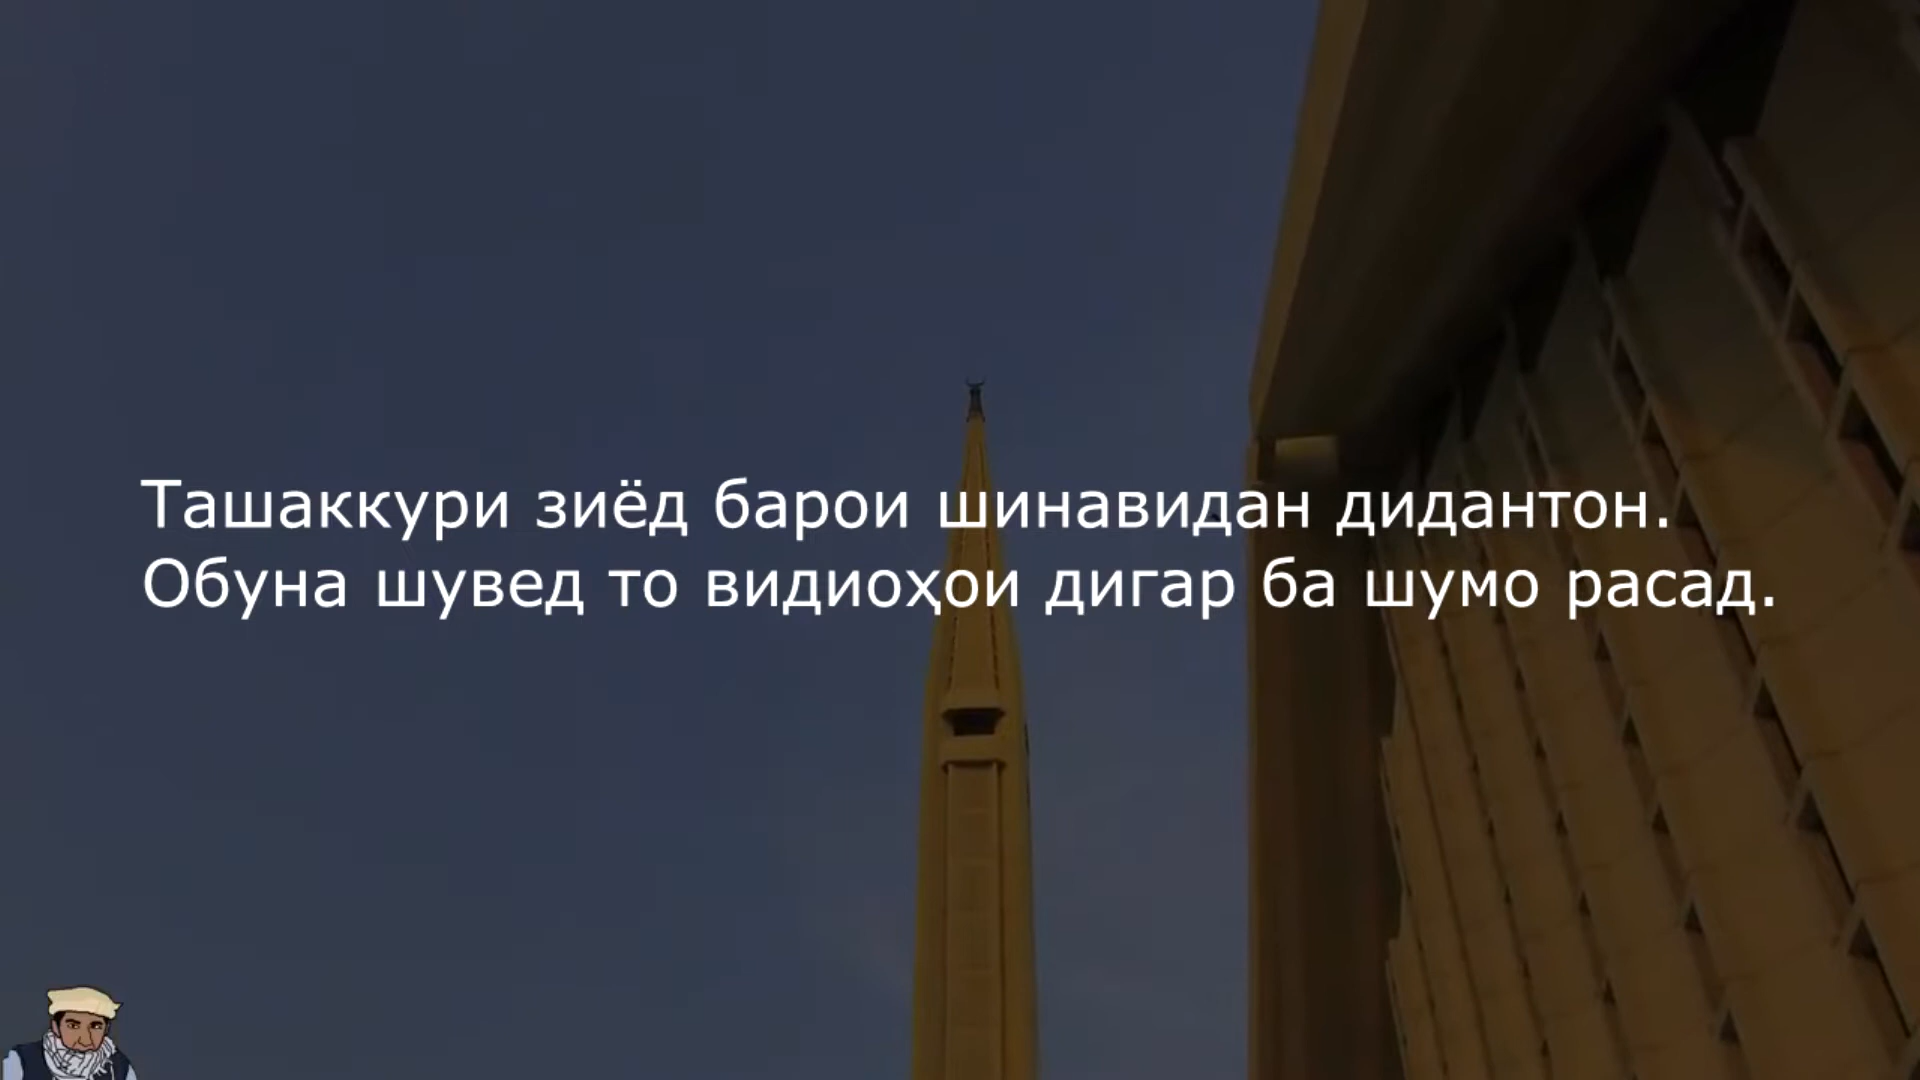 Ташаккури зиёд барои шинавидан дидантон.
Обуна шувед то видиоҳои дигар ба шумо расад.